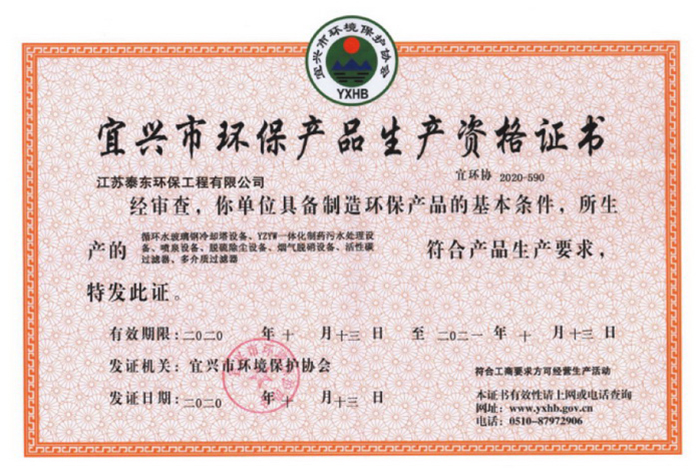 宜兴市环境保护协会
YXHB
宜兴市环保产品生产资格证书
江苏泰东环保工程有限公司
宜环协 2020-590
经审查，你单位具备制造环保产品的基本条件，所生
产的 循环水玻璃钢冷却塔设备、YZYW一体化制药污水处理设
备、喷泉设备、脱硫除尘设备、烟气脱硝设备、活性碳
过滤器、多介质过滤器
符合产品生产要求，
特发此证。
有效期限：二〇二〇 年 十 月 十三 日 至 二〇二一 年 十 月 十三 日
发证机关：宜兴市环境保护协会
发证日期：二〇二〇 年 十 月 十三 日
符合工商要求方可经营生产活动
本证书有效性请上网或电话查询
网址：www.yxhb.gov.cn
电话：0510-87972906